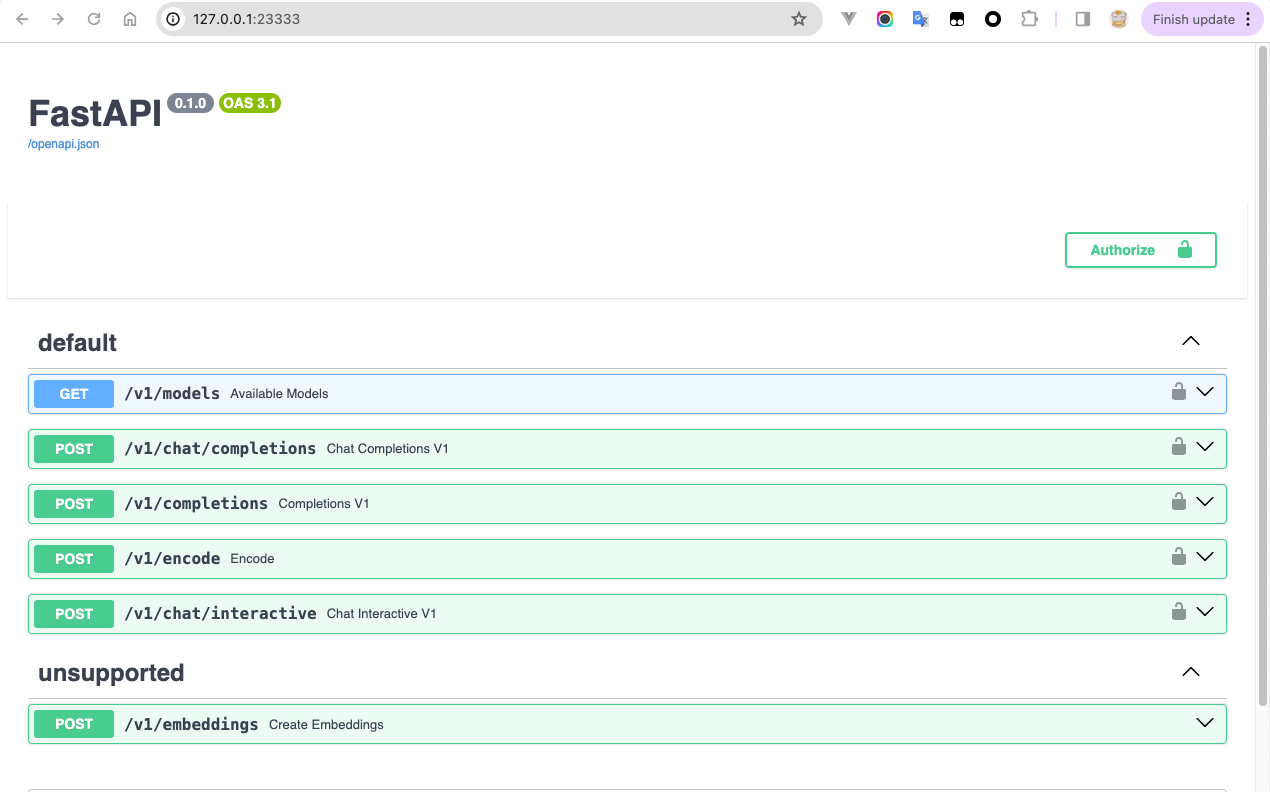 127.0.0.1:23333
Finish update
FastAPI 0.1.0 OAS 3.1
/openapi.json
Authorize
default
GET /v1/models Available Models
POST /v1/chat/completions Chat Completions V1
POST /v1/completions Completions V1
POST /v1/encode Encode
POST /v1/chat/interactive Chat Interactive V1
unsupported
POST /v1/embeddings Create Embeddings